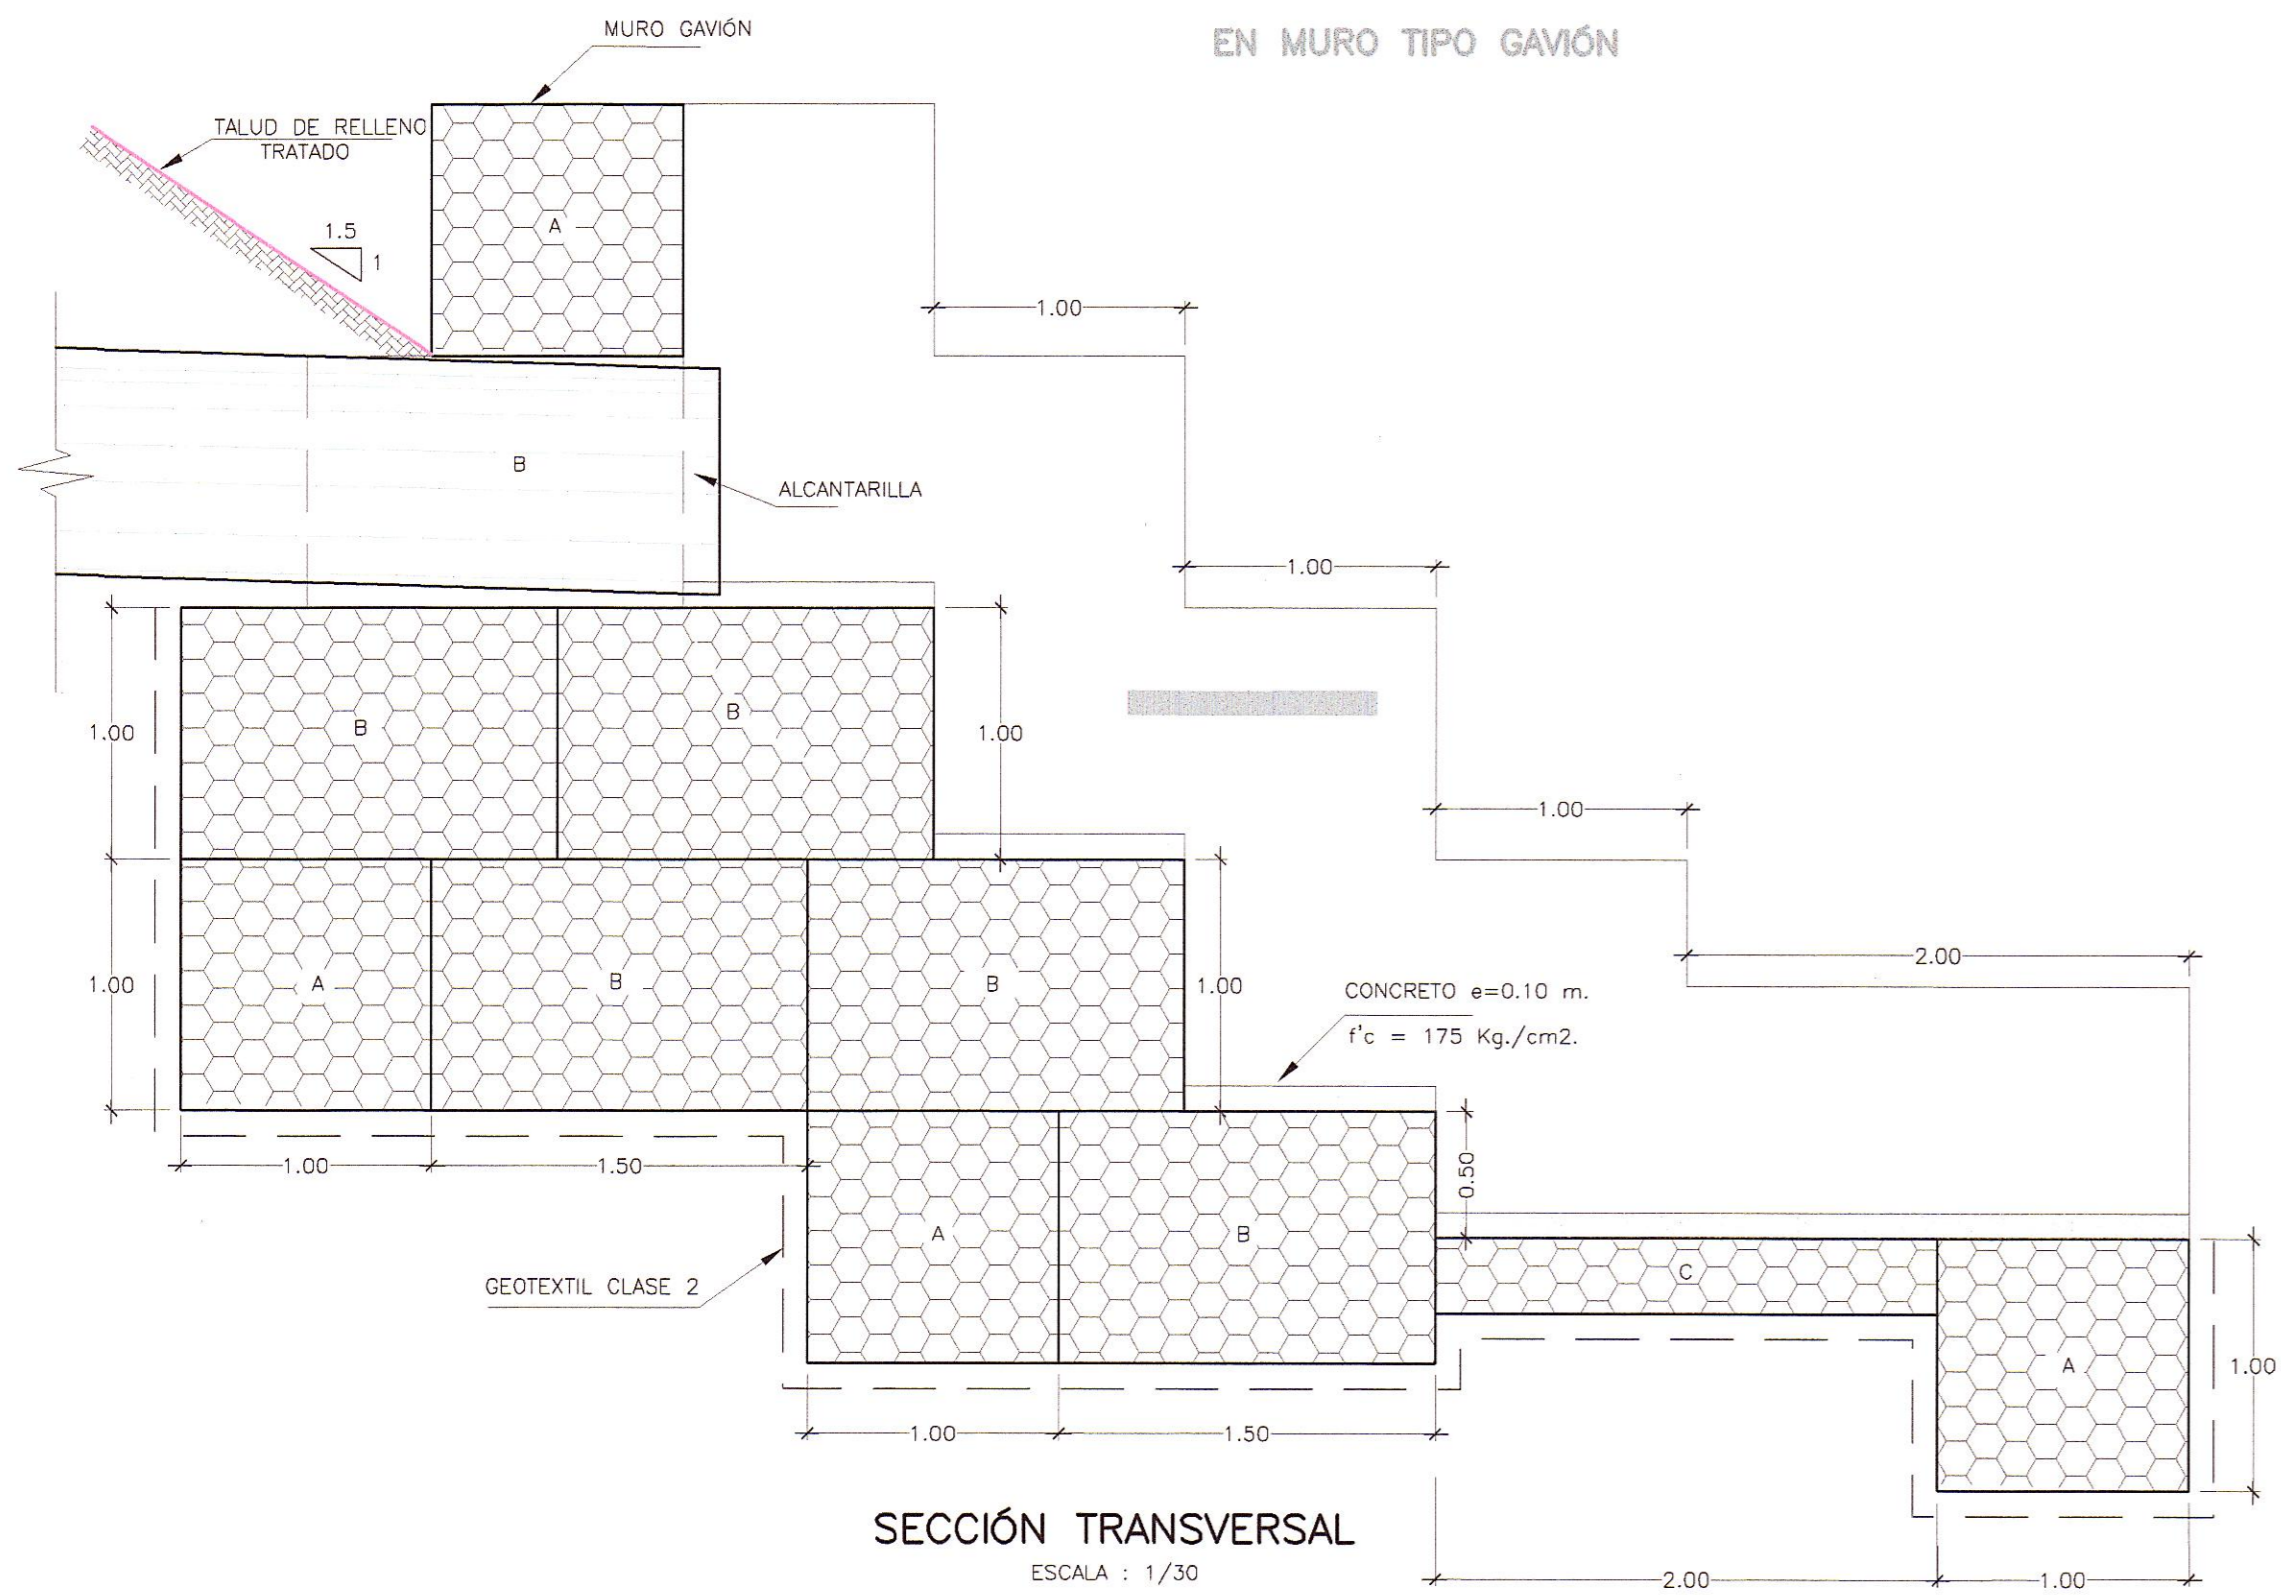 MURO GAVIÓN
EN MURO TIPO GAVIÓN
TALUD DE RELLENO
TRATADO
A
1.5
1
1.00
B
ALCANTARILLA
1.00
B
B
1.00
1.00
1.00
A
B
B
1.00
1.00
2.00
CONCRETO e=0.10 m.
f'c = 175 Kg./cm2.
1.00
1.50
0.50
A
B
C
GEOTEXTIL CLASE 2
A
1.00
1.00
1.50
SECCIÓN TRANSVERSAL
ESCALA : 1/30
2.00
1.00